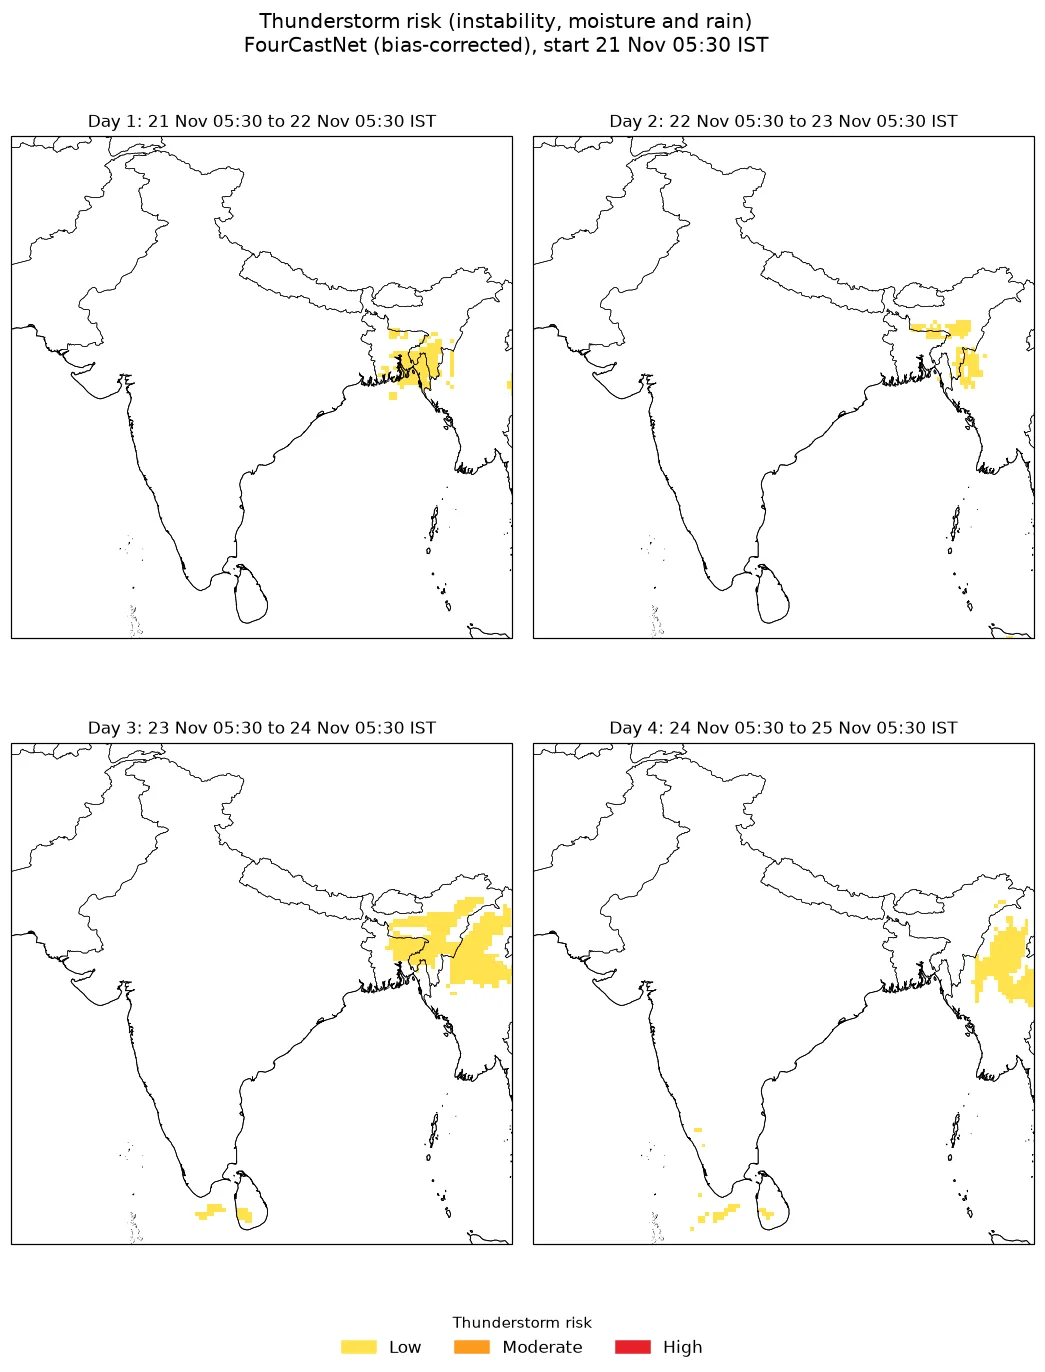 Thunderstorm risk (instability, moisture and rain)
FourCastNet (bias-corrected), start 21 Nov 05:30 IST
Day 1: 21 Nov 05:30 to 22 Nov 05:30 IST
Day 2: 22 Nov 05:30 to 23 Nov 05:30 IST
Day 3: 23 Nov 05:30 to 24 Nov 05:30 IST
Day 4: 24 Nov 05:30 to 25 Nov 05:30 IST
Thunderstorm risk
Low Moderate High